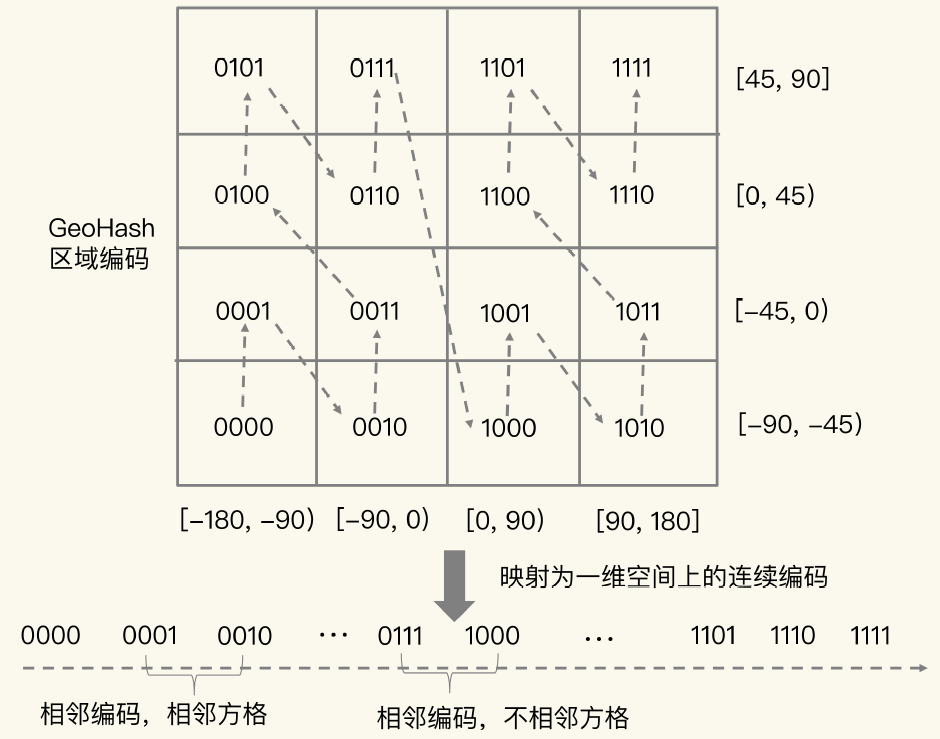 0101 0111 1101 1111 [45, 90]
0100 0110 1100 1110 [0, 45)
GeoHash
区域编码
0001 0011 1001 1011 [–45, 0)
0000 0010 1000 1010 [–90, –45)
[–180, –90) [–90, 0) [0, 90) [90, 180]
映射为一维空间上的连续编码
0000 0001 0010 ··· 0111 1000 ··· 1101 1110 1111
相邻编码，相邻方格 相邻编码，不相邻方格